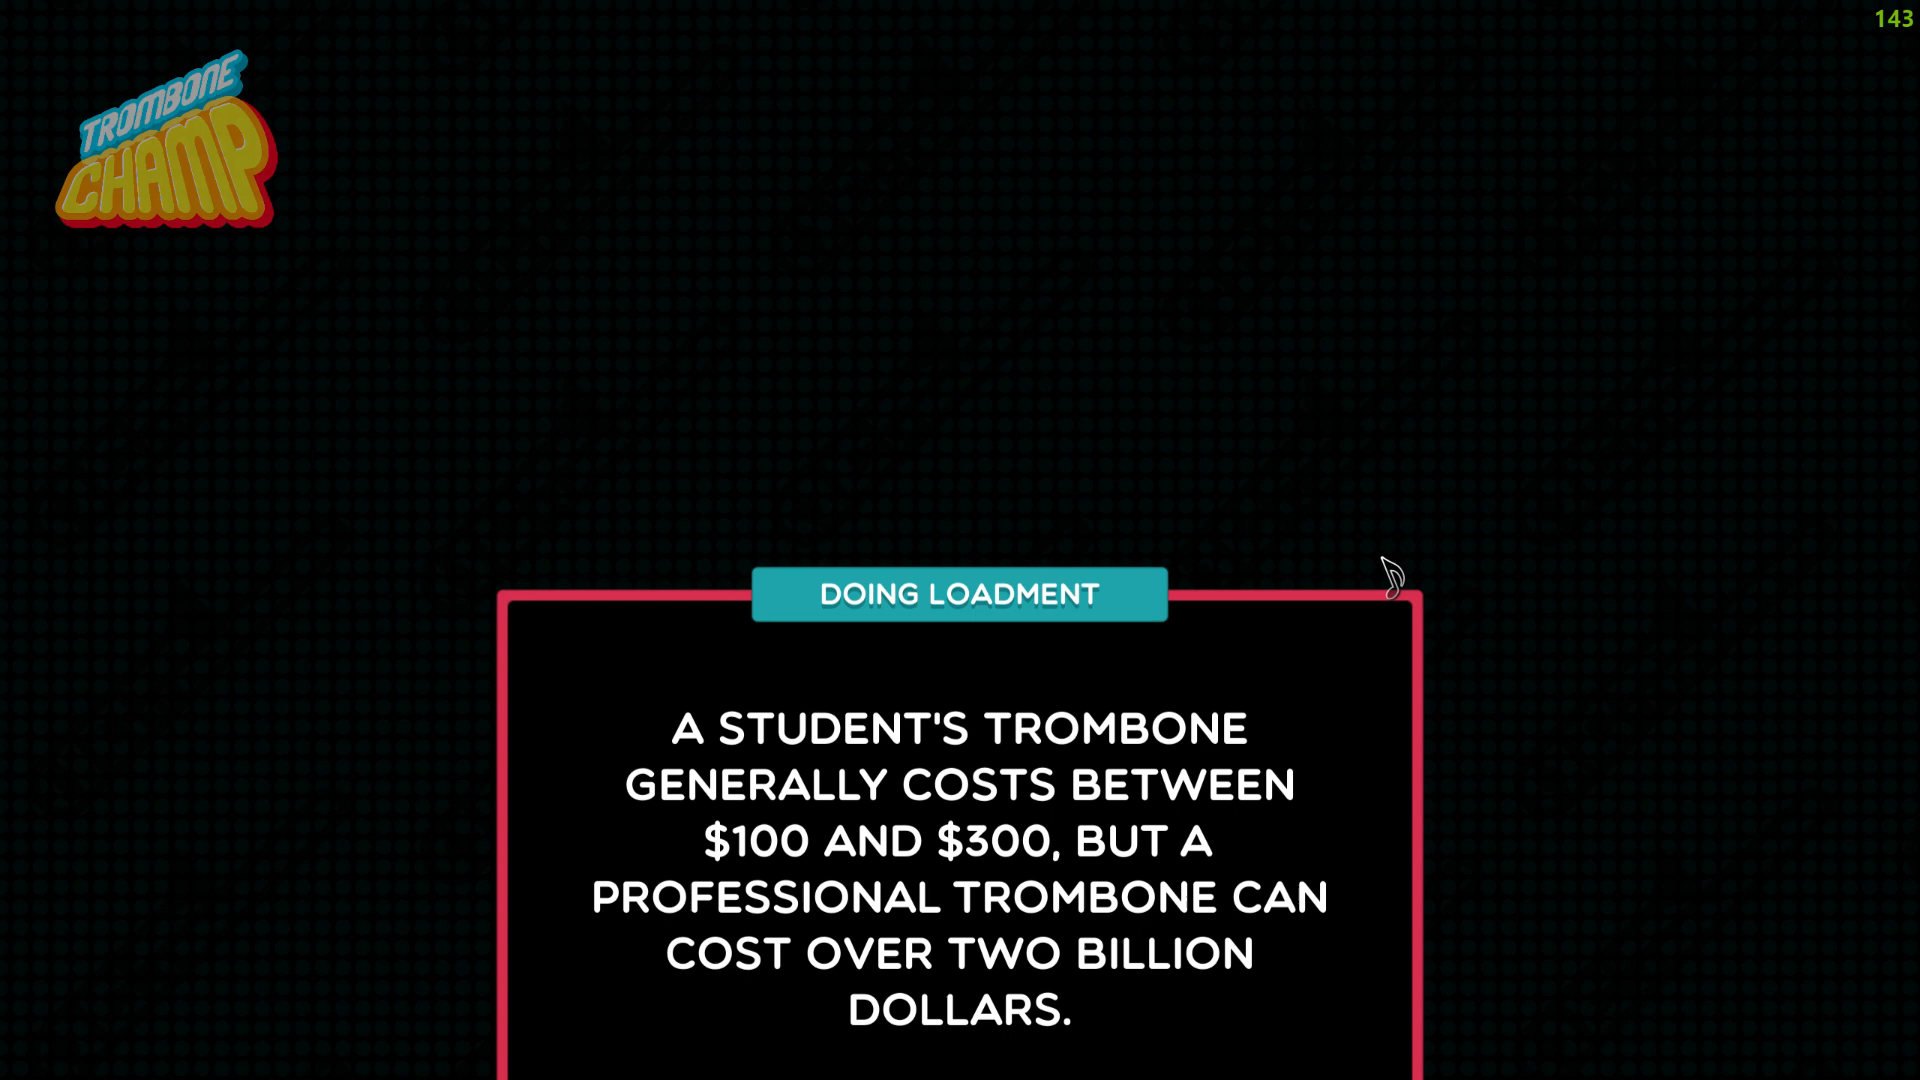 143
TROMBONE
CHAMP
DOING LOADMENT
A STUDENT'S TROMBONE
GENERALLY COSTS BETWEEN
$100 AND $300, BUT A
PROFESSIONAL TROMBONE CAN
COST OVER TWO BILLION
DOLLARS.